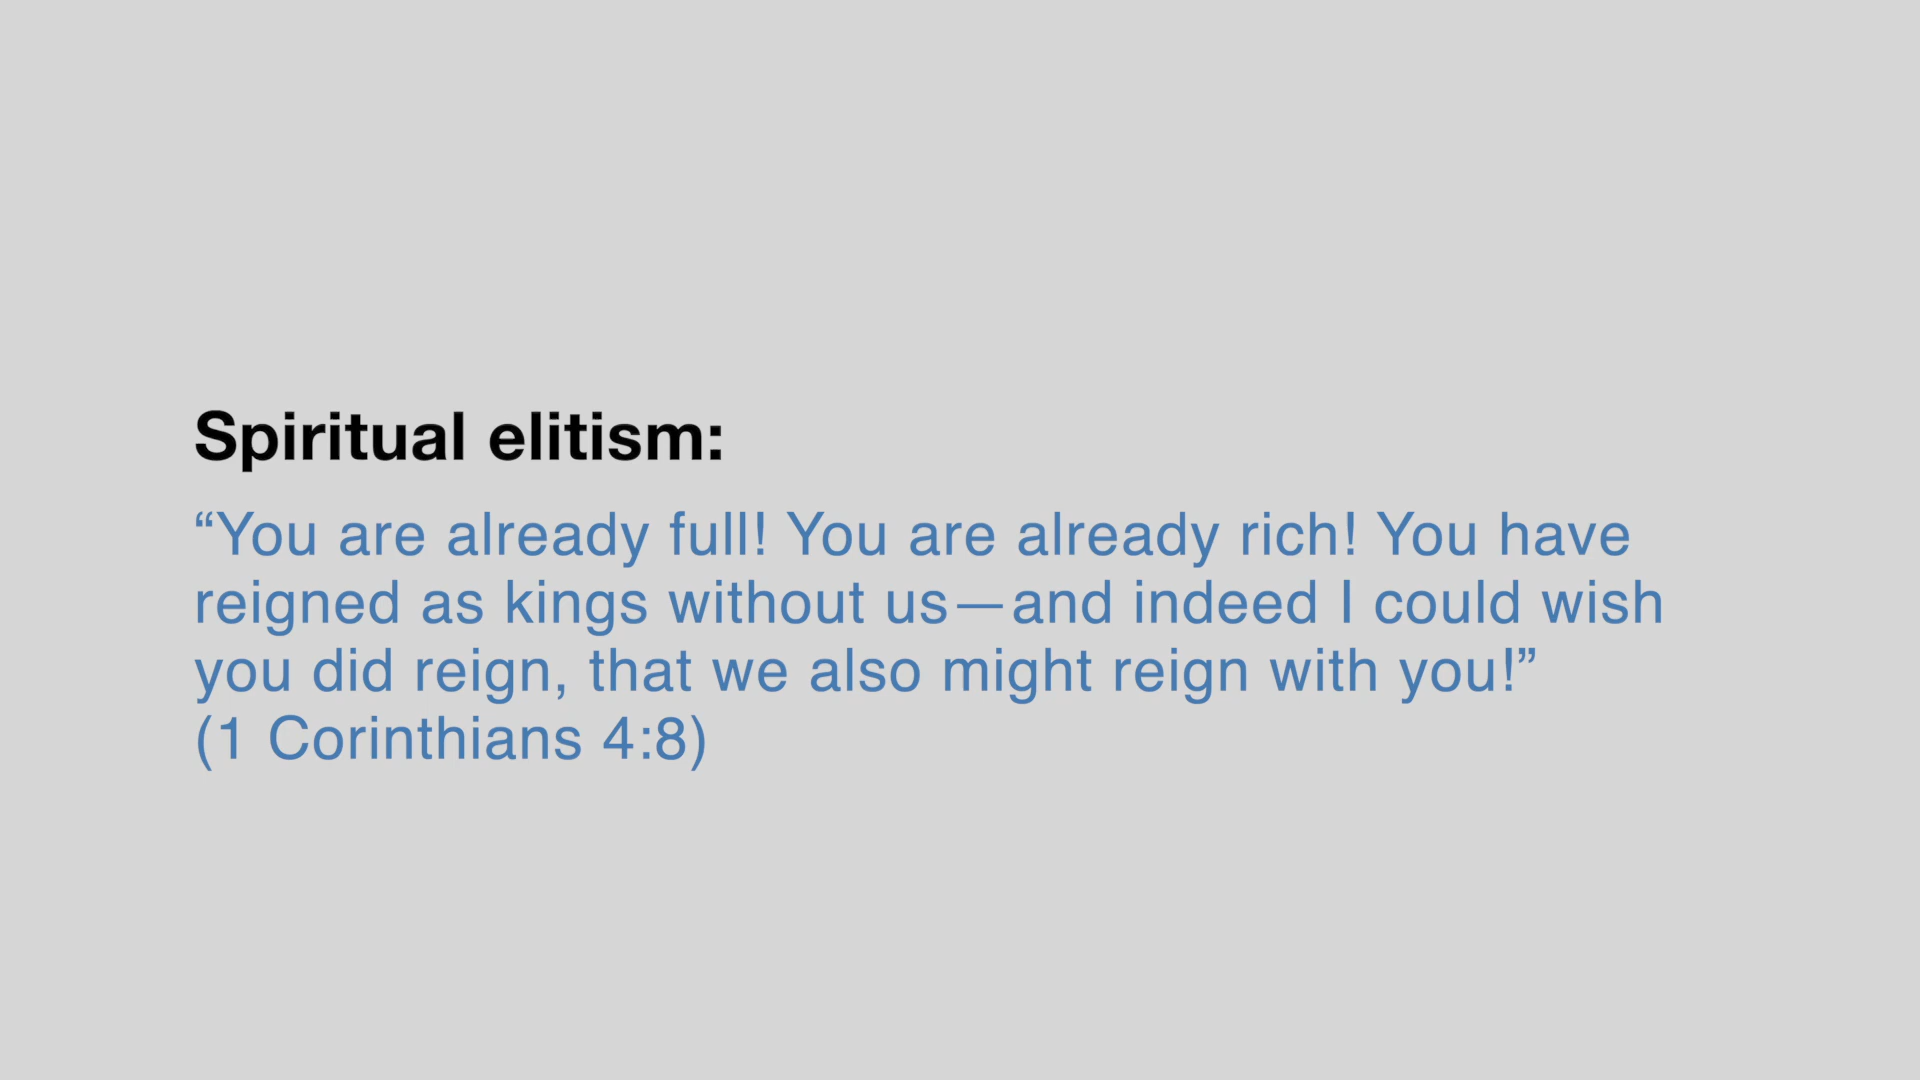 Spiritual elitism:
“You are already full! You are already rich! You have
reigned as kings without us—and indeed I could wish
you did reign, that we also might reign with you!”
(1 Corinthians 4:8)